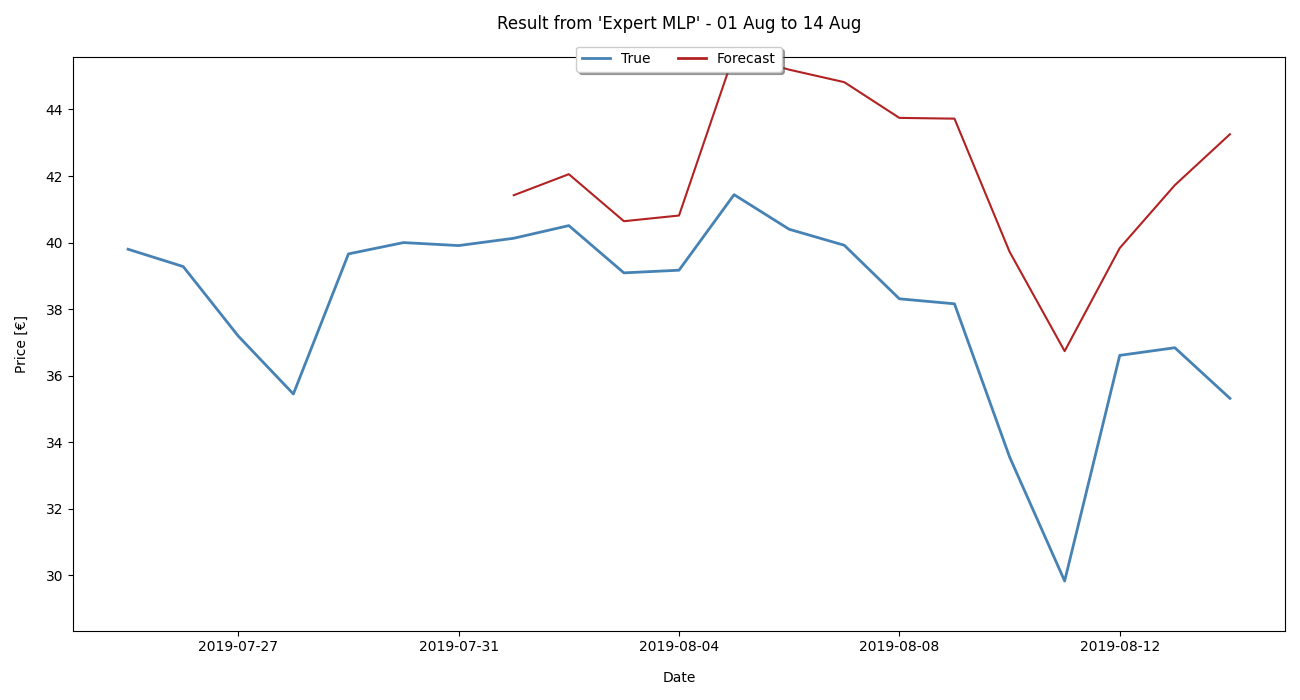 Result from 'Expert MLP' - 01 Aug to 14 Aug
True Forecast
44
42
40
38
36
34
32
30
Price [€]
2019-07-27 2019-07-31 2019-08-04 2019-08-08 2019-08-12
Date